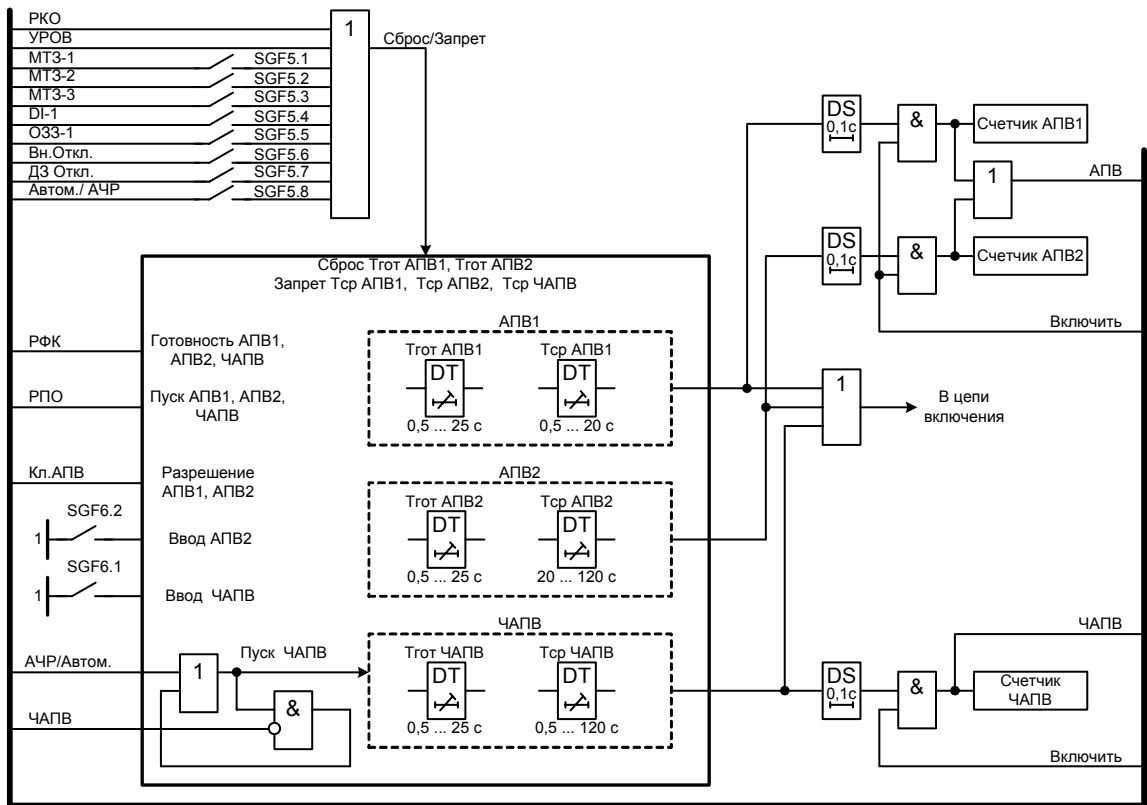 РКО
УРОВ
МТЗ-1
SGF5.1
МТЗ-2
SGF5.2
МТЗ-3
SGF5.3
DI-1
SGF5.4
ОЗЗ-1
SGF5.5
Вн.Откл.
SGF5.6
ДЗ Откл.
SGF5.7
Автом./ АЧР
SGF5.8
1
Сброс/Запрет
DS
0,1с
&
Счетчик АПВ1
1
АПВ
DS
0,1с
&
Счетчик АПВ2
Включить
Сброс Тгот АПВ1, Тгот АПВ2
Запрет Тср АПВ1, Тср АПВ2, Тср ЧАПВ
РФК
Готовность АПВ1,
АПВ2, ЧАПВ
РПО
Пуск АПВ1, АПВ2,
ЧАПВ
АПВ1
Тгот АПВ1
DT
0,5 ... 25 с
Тср АПВ1
DT
0,5 ... 20 с
1
В цепи
включения
Кл.АПВ
Разрешение
АПВ1, АПВ2
SGF6.2
1
Ввод АПВ2
SGF6.1
1
Ввод ЧАПВ
АПВ2
Тгот АПВ2
DT
0,5 ... 25 с
Тср АПВ2
DT
20 ... 120 с
АЧР/Автом.
1
Пуск ЧАПВ
&
ЧАПВ
ЧАПВ
Тгот ЧАПВ
DT
0,5 ... 25 с
Тср ЧАПВ
DT
0,5 ... 120 с
DS
0,1с
&
ЧАПВ
Счетчик
ЧАПВ
Включить